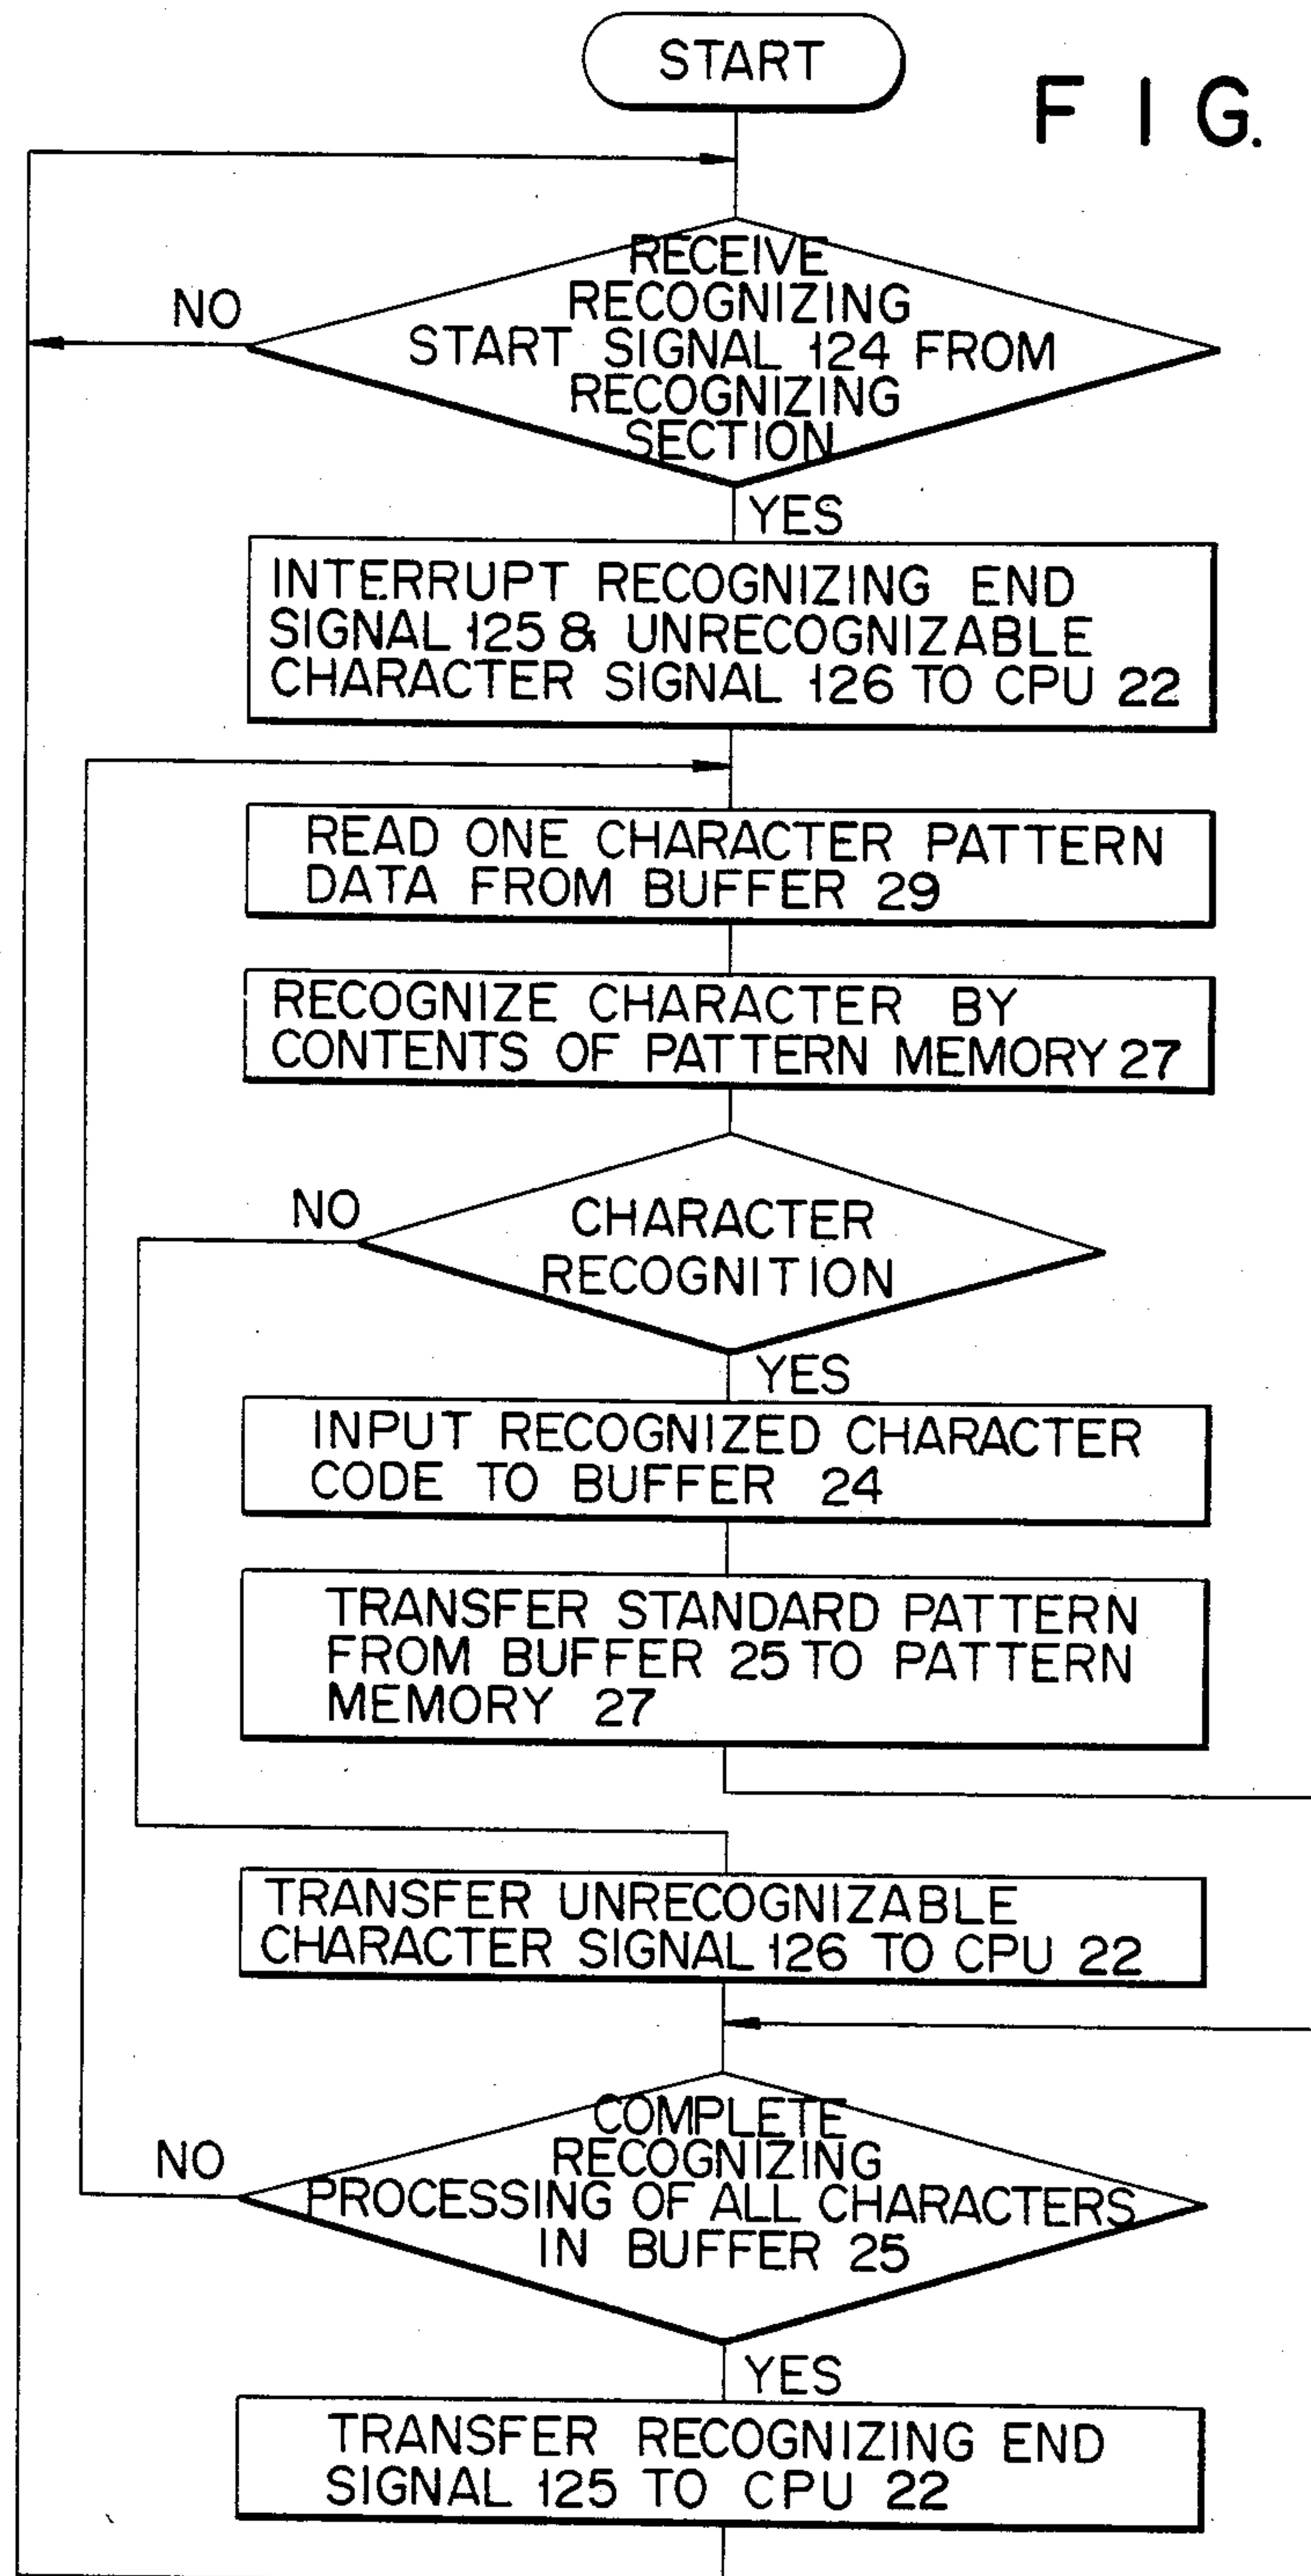 START
FIG.
RECEIVE
RECOGNIZING
START SIGNAL 124 FROM
RECOGNIZING
SECTION
NO
YES
INTERRUPT RECOGNIZING END
SIGNAL 125 & UNRECOGNIZABLE
CHARACTER SIGNAL 126 TO CPU 22
READ ONE CHARACTER PATTERN
DATA FROM BUFFER 29
RECOGNIZE CHARACTER BY
CONTENTS OF PATTERN MEMORY 27
NO
CHARACTER
RECOGNITION
YES
INPUT RECOGNIZED CHARACTER
CODE TO BUFFER 24
TRANSFER STANDARD PATTERN
FROM BUFFER 25 TO PATTERN
MEMORY 27
TRANSFER UNRECOGNIZABLE
CHARACTER SIGNAL 126 TO CPU 22
COMPLETE
RECOGNIZING
PROCESSING OF ALL CHARACTERS
IN BUFFER 25
NO
YES
TRANSFER RECOGNIZING END
SIGNAL 125 TO CPU 22